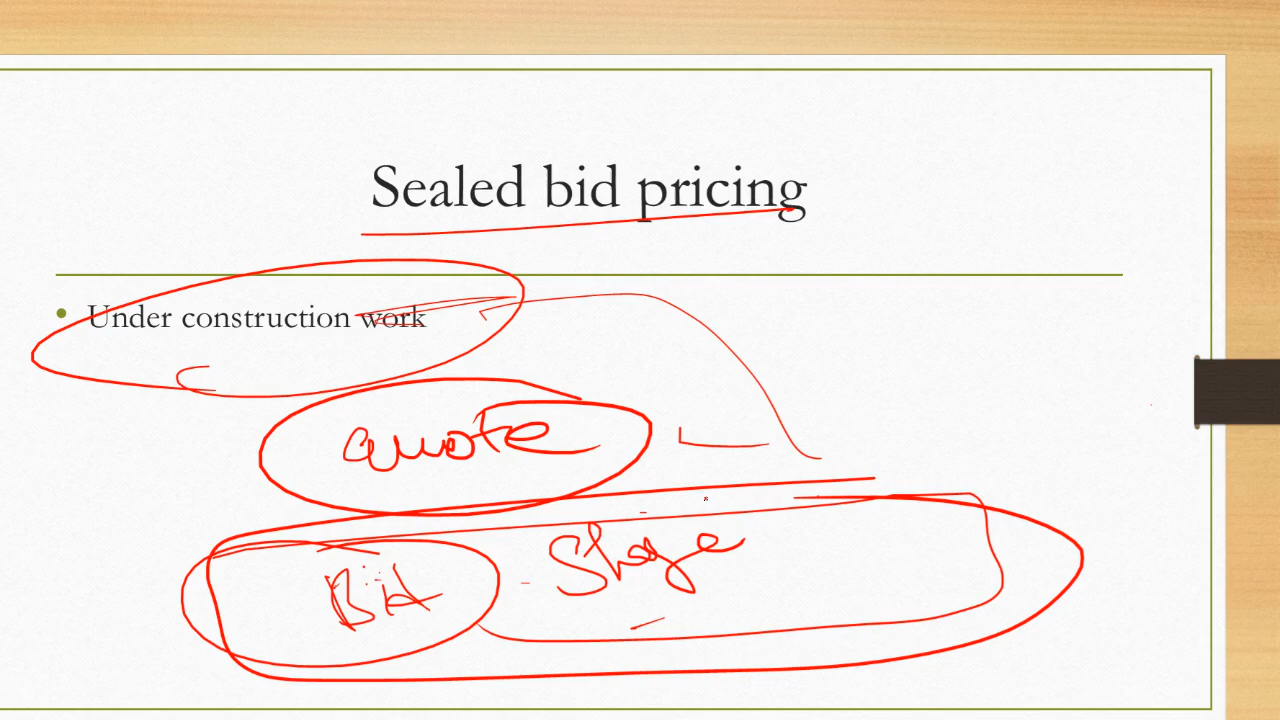 Sealed bid pricing
• Under construction work
quote
Bid Stage